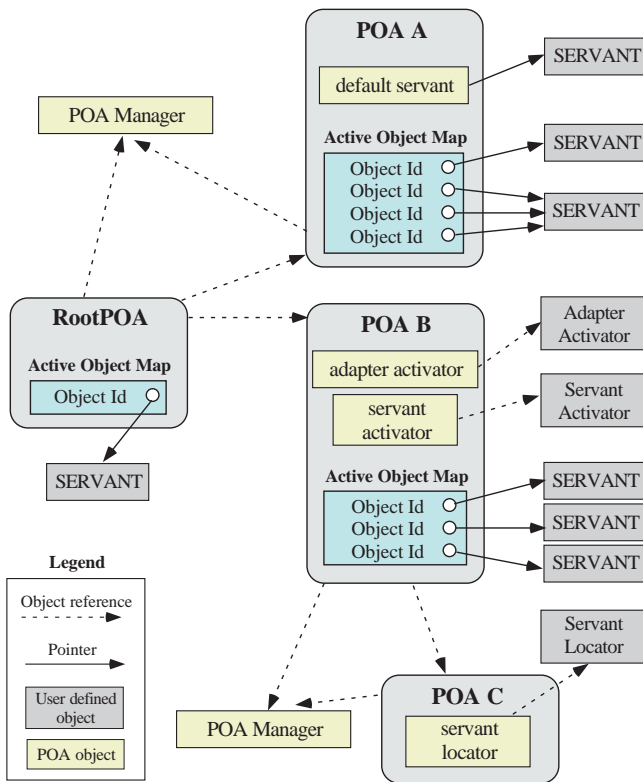 POA A
default servant
Active Object Map
Object Id
Object Id
Object Id
Object Id
SERVANT
SERVANT
SERVANT
POA Manager
RootPOA
Active Object Map
Object Id
SERVANT
POA B
adapter activator
servant
activator
Active Object Map
Object Id
Object Id
Object Id
Adapter
Activator
Servant
Activator
SERVANT
SERVANT
SERVANT
Legend
Object reference
Pointer
User defined
object
POA object
POA Manager
POA C
servant
locator
Servant
Locator